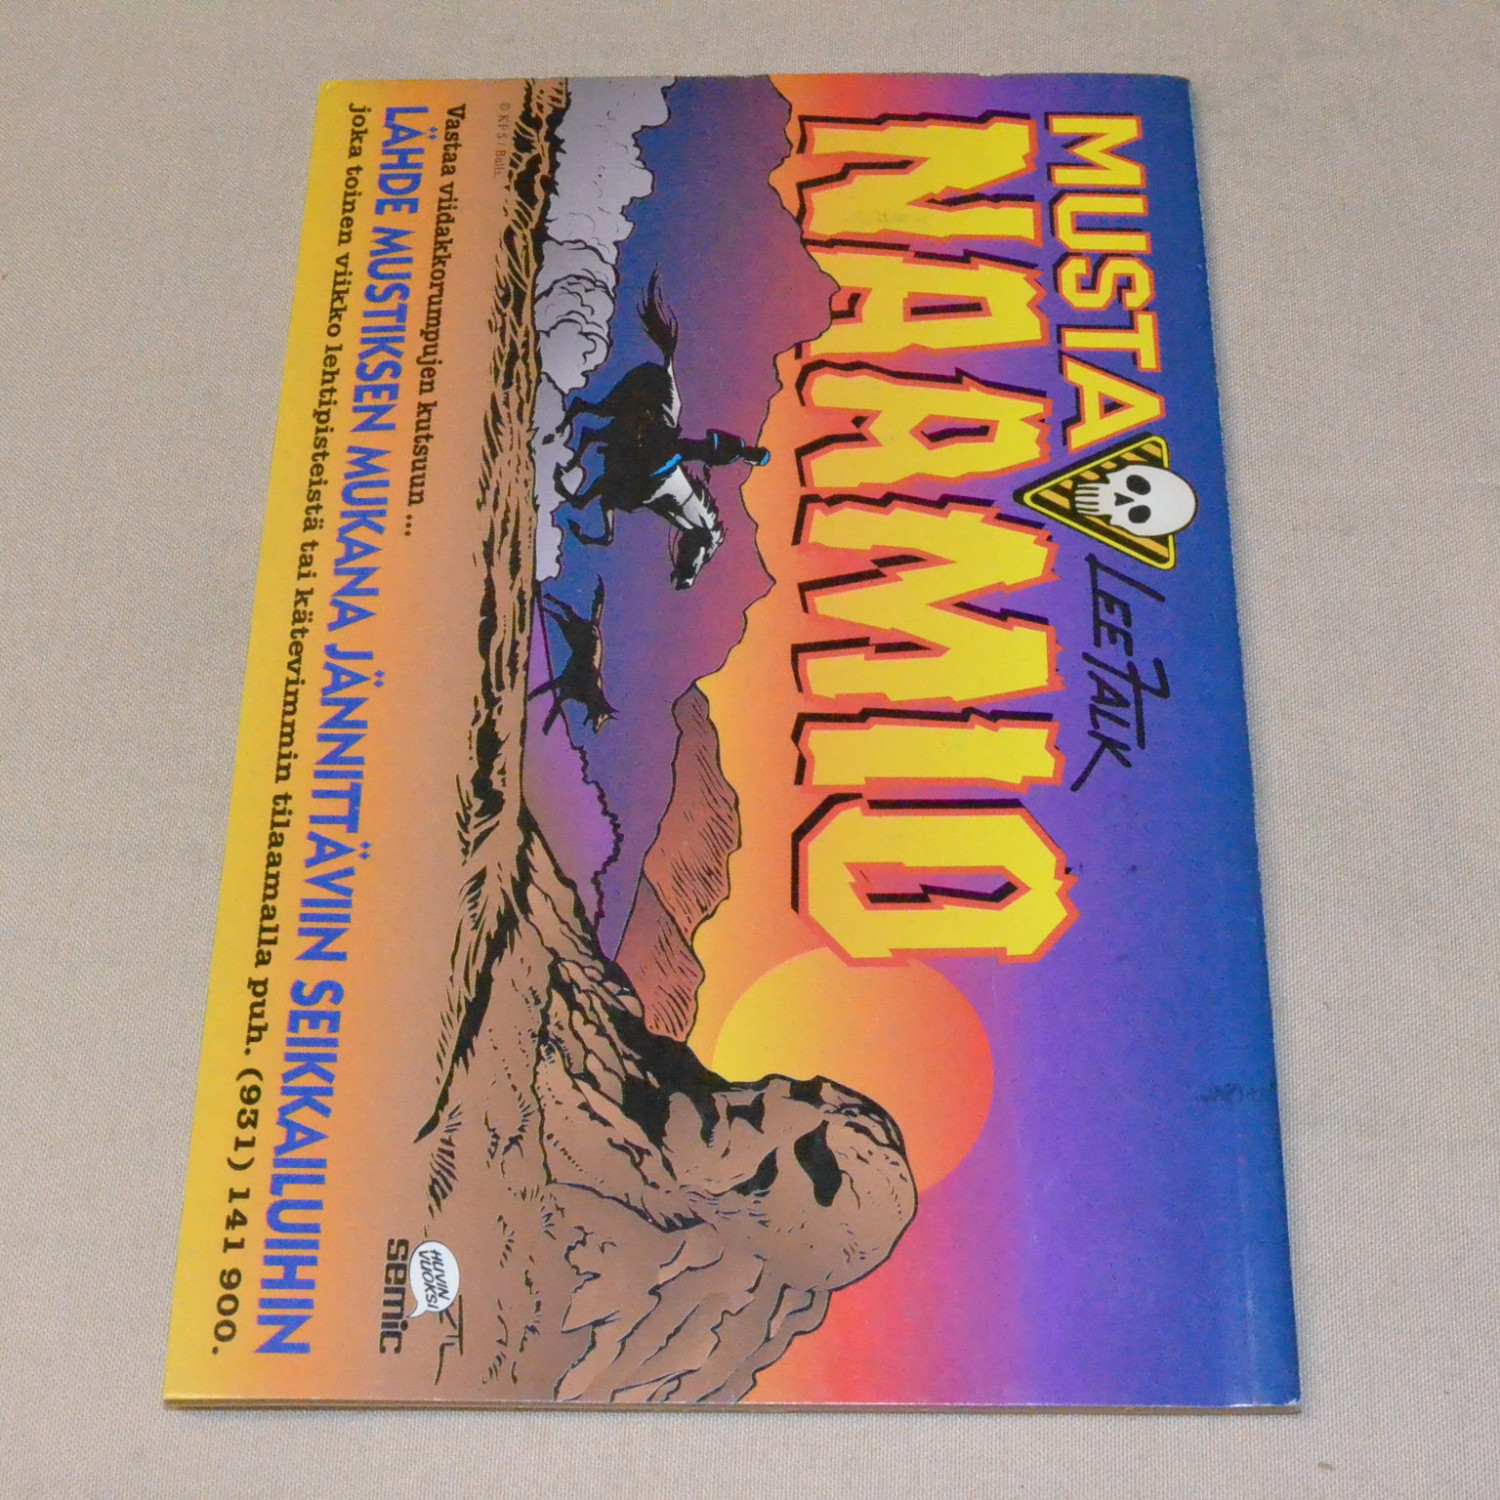 MUSTA
LEE FALK
NAAMIO
© KFS / Bulls.
Vastaa viidakkorumpujen kutsuun ...
LÄHDE MUSTIKSEN MUKANA JÄNNITTÄVIIN SEIKKAILUIHIN
joka toinen viikko lehtipisteistä tai kätevimmin tilaamalla puh. (931) 141 900.
HUVIN
VUOKSI
semic